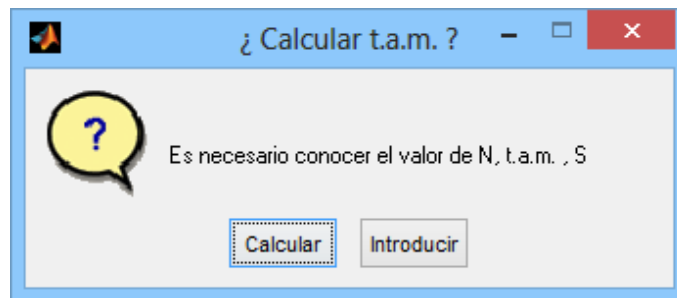 ¿ Calcular t.a.m. ?
?
Es necesario conocer el valor de N, t.a.m. , S
Calcular
Introducir